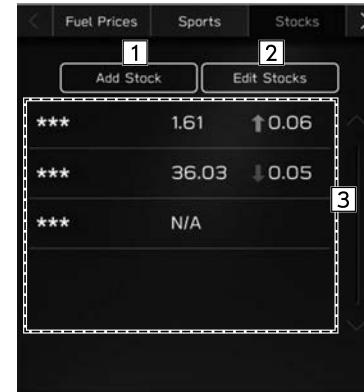 Fuel Prices Sports Stocks
1 2
Add Stock Edit Stocks
*** 1.61 ↑0.06
*** 36.03 ↓0.05
3
*** N/A